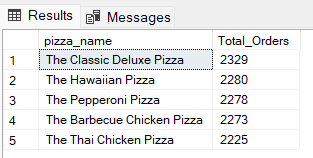 Results Messages
pizza_name Total_Orders
1 The Classic Deluxe Pizza 2329
2 The Hawaiian Pizza 2280
3 The Pepperoni Pizza 2278
4 The Barbecue Chicken Pizza 2273
5 The Thai Chicken Pizza 2225